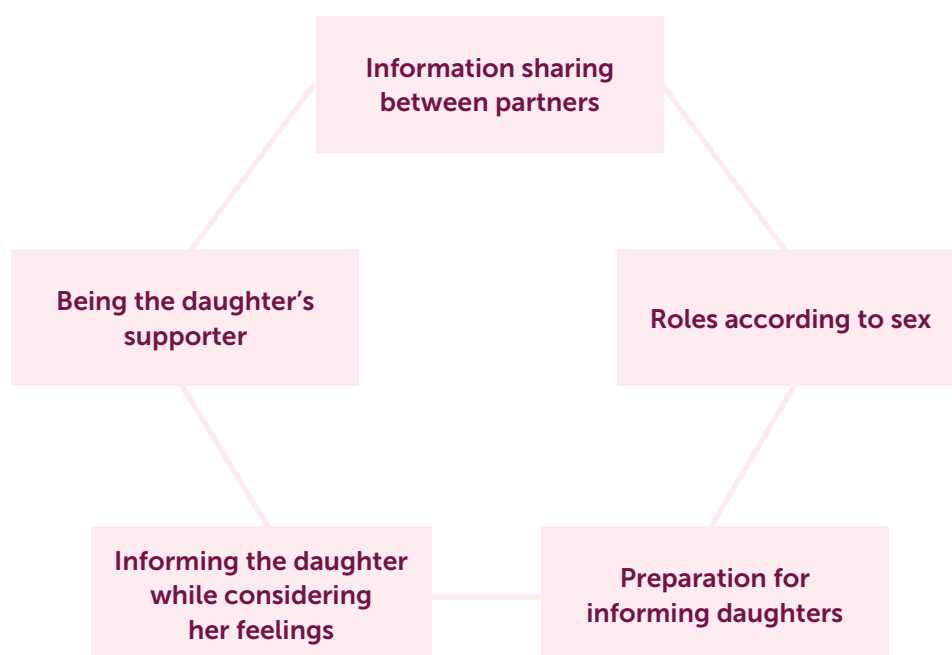 Information sharing
between partners
Being the daughter’s
supporter
Roles according to sex
Informing the daughter
while considering
her feelings
Preparation for
informing daughters